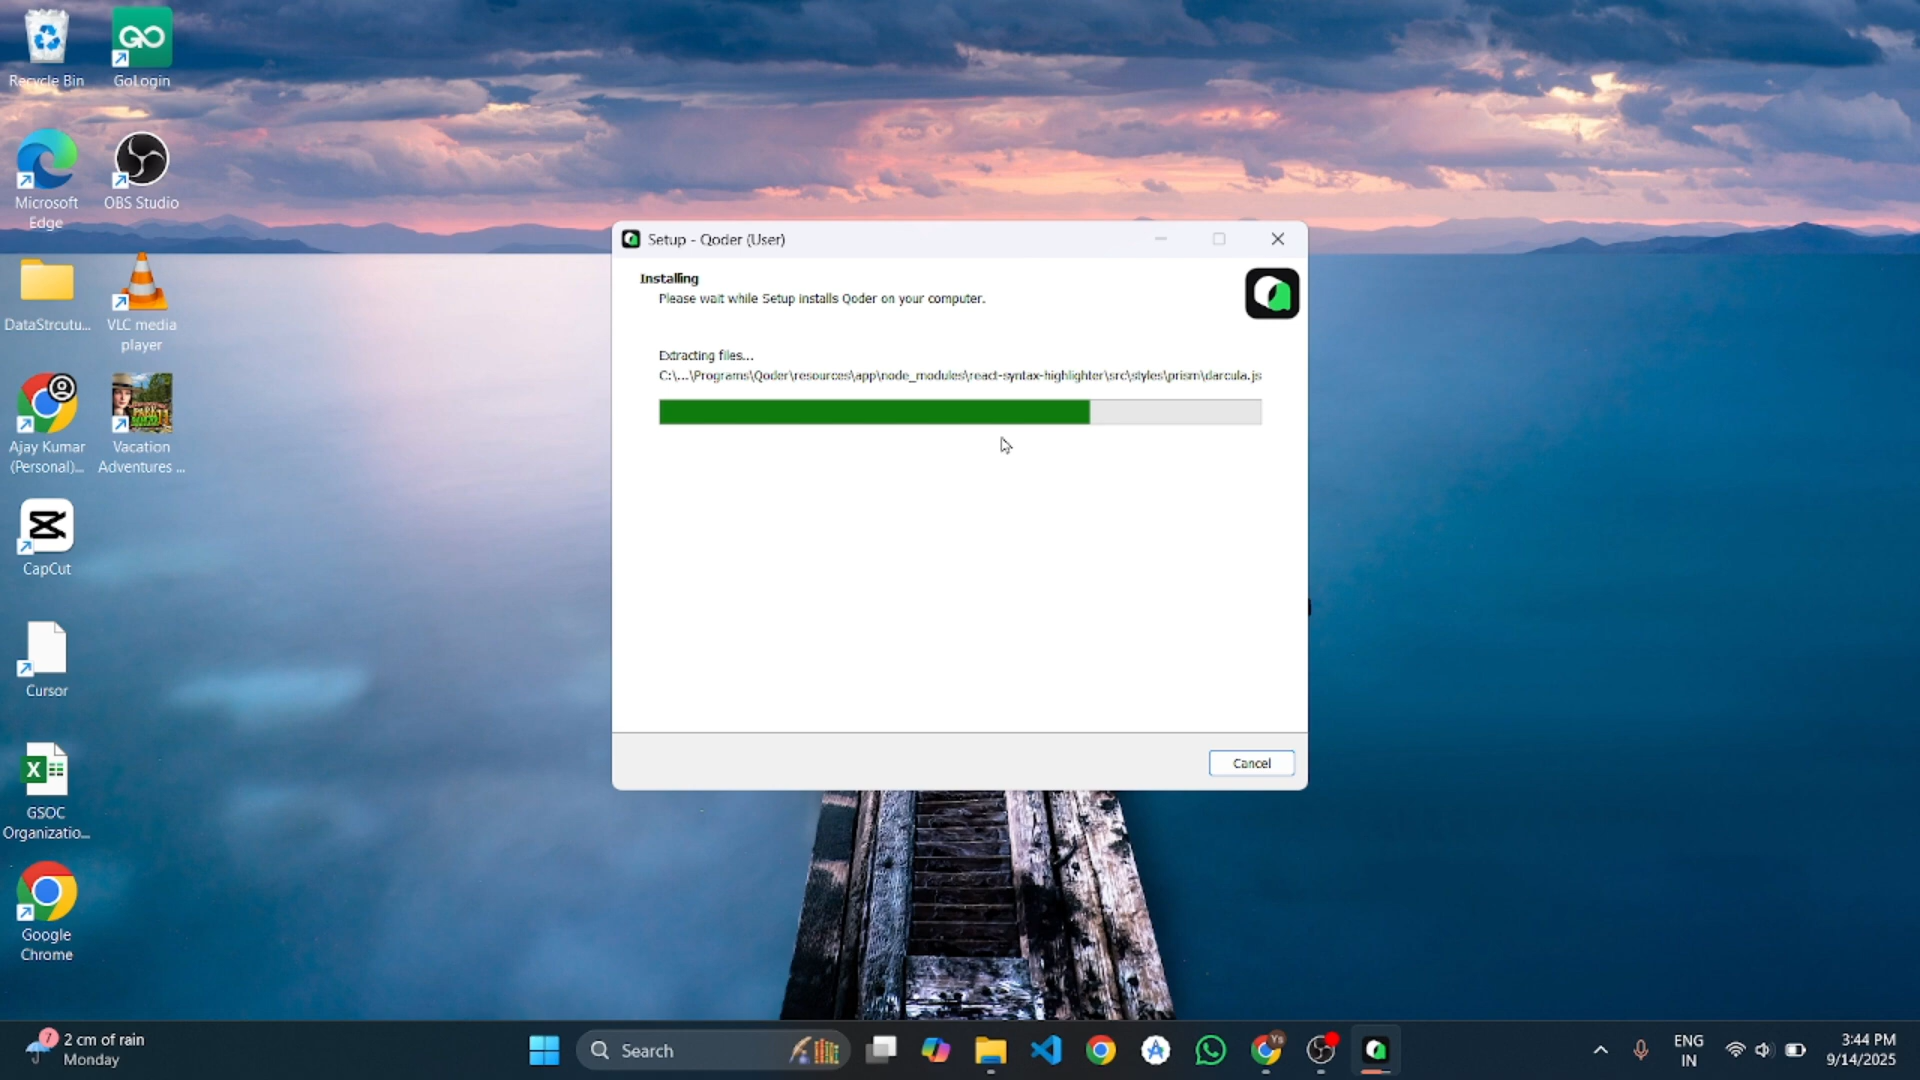 Recycle Bin
GoLogin
Microsoft
Edge
OBS Studio
DataStrcutu...
VLC media
player
Ajay Kumar
(Personal)...
Vacation
Adventures ...
CapCut
Cursor
GSOC
Organizatio...
Google
Chrome
Setup - Qoder (User)
Installing
Please wait while Setup installs Qoder on your computer.
Extracting files...
C:\...\Programs\Qoder\resources\app\node_modules\react-syntax-highlighter\src\styles\prism\darcula.js
Cancel
7
2 cm of rain
Monday
Search
Ys
ENG
IN
3:44 PM
9/14/2025